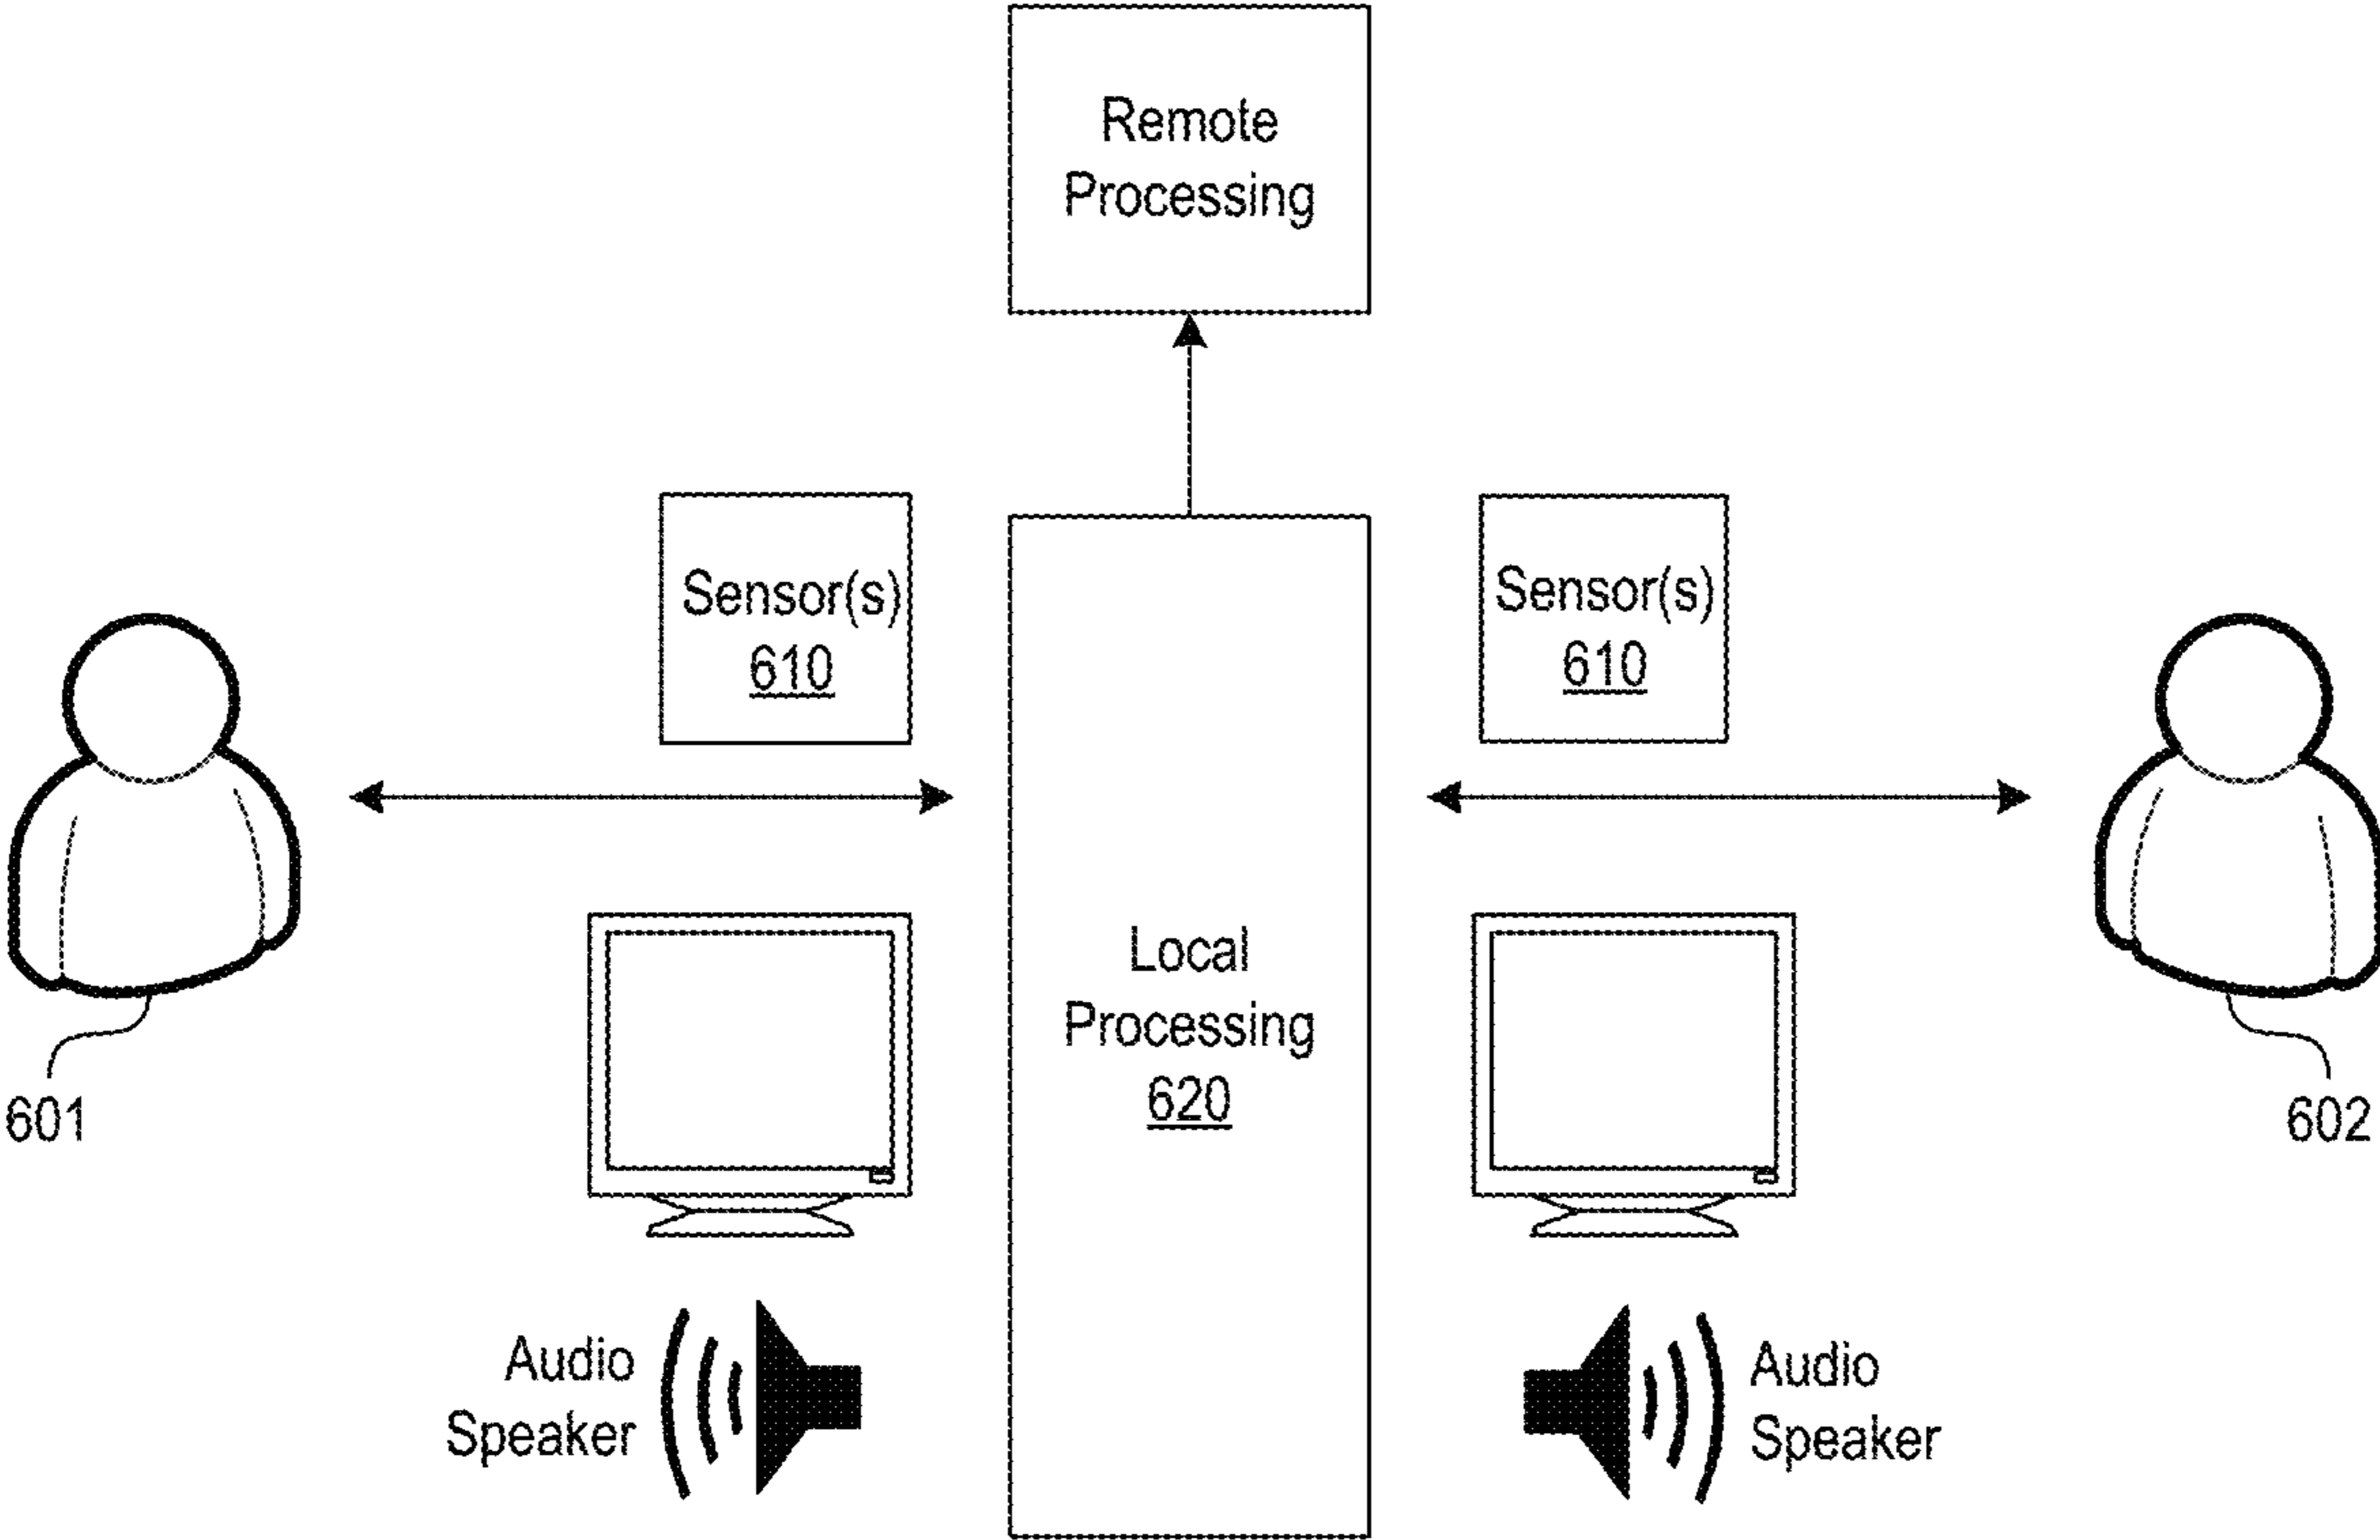 Remote
Processing
Sensor(s)
610
Sensor(s)
610
Local
Processing
620
601
602
Audio
Speaker
Audio
Speaker